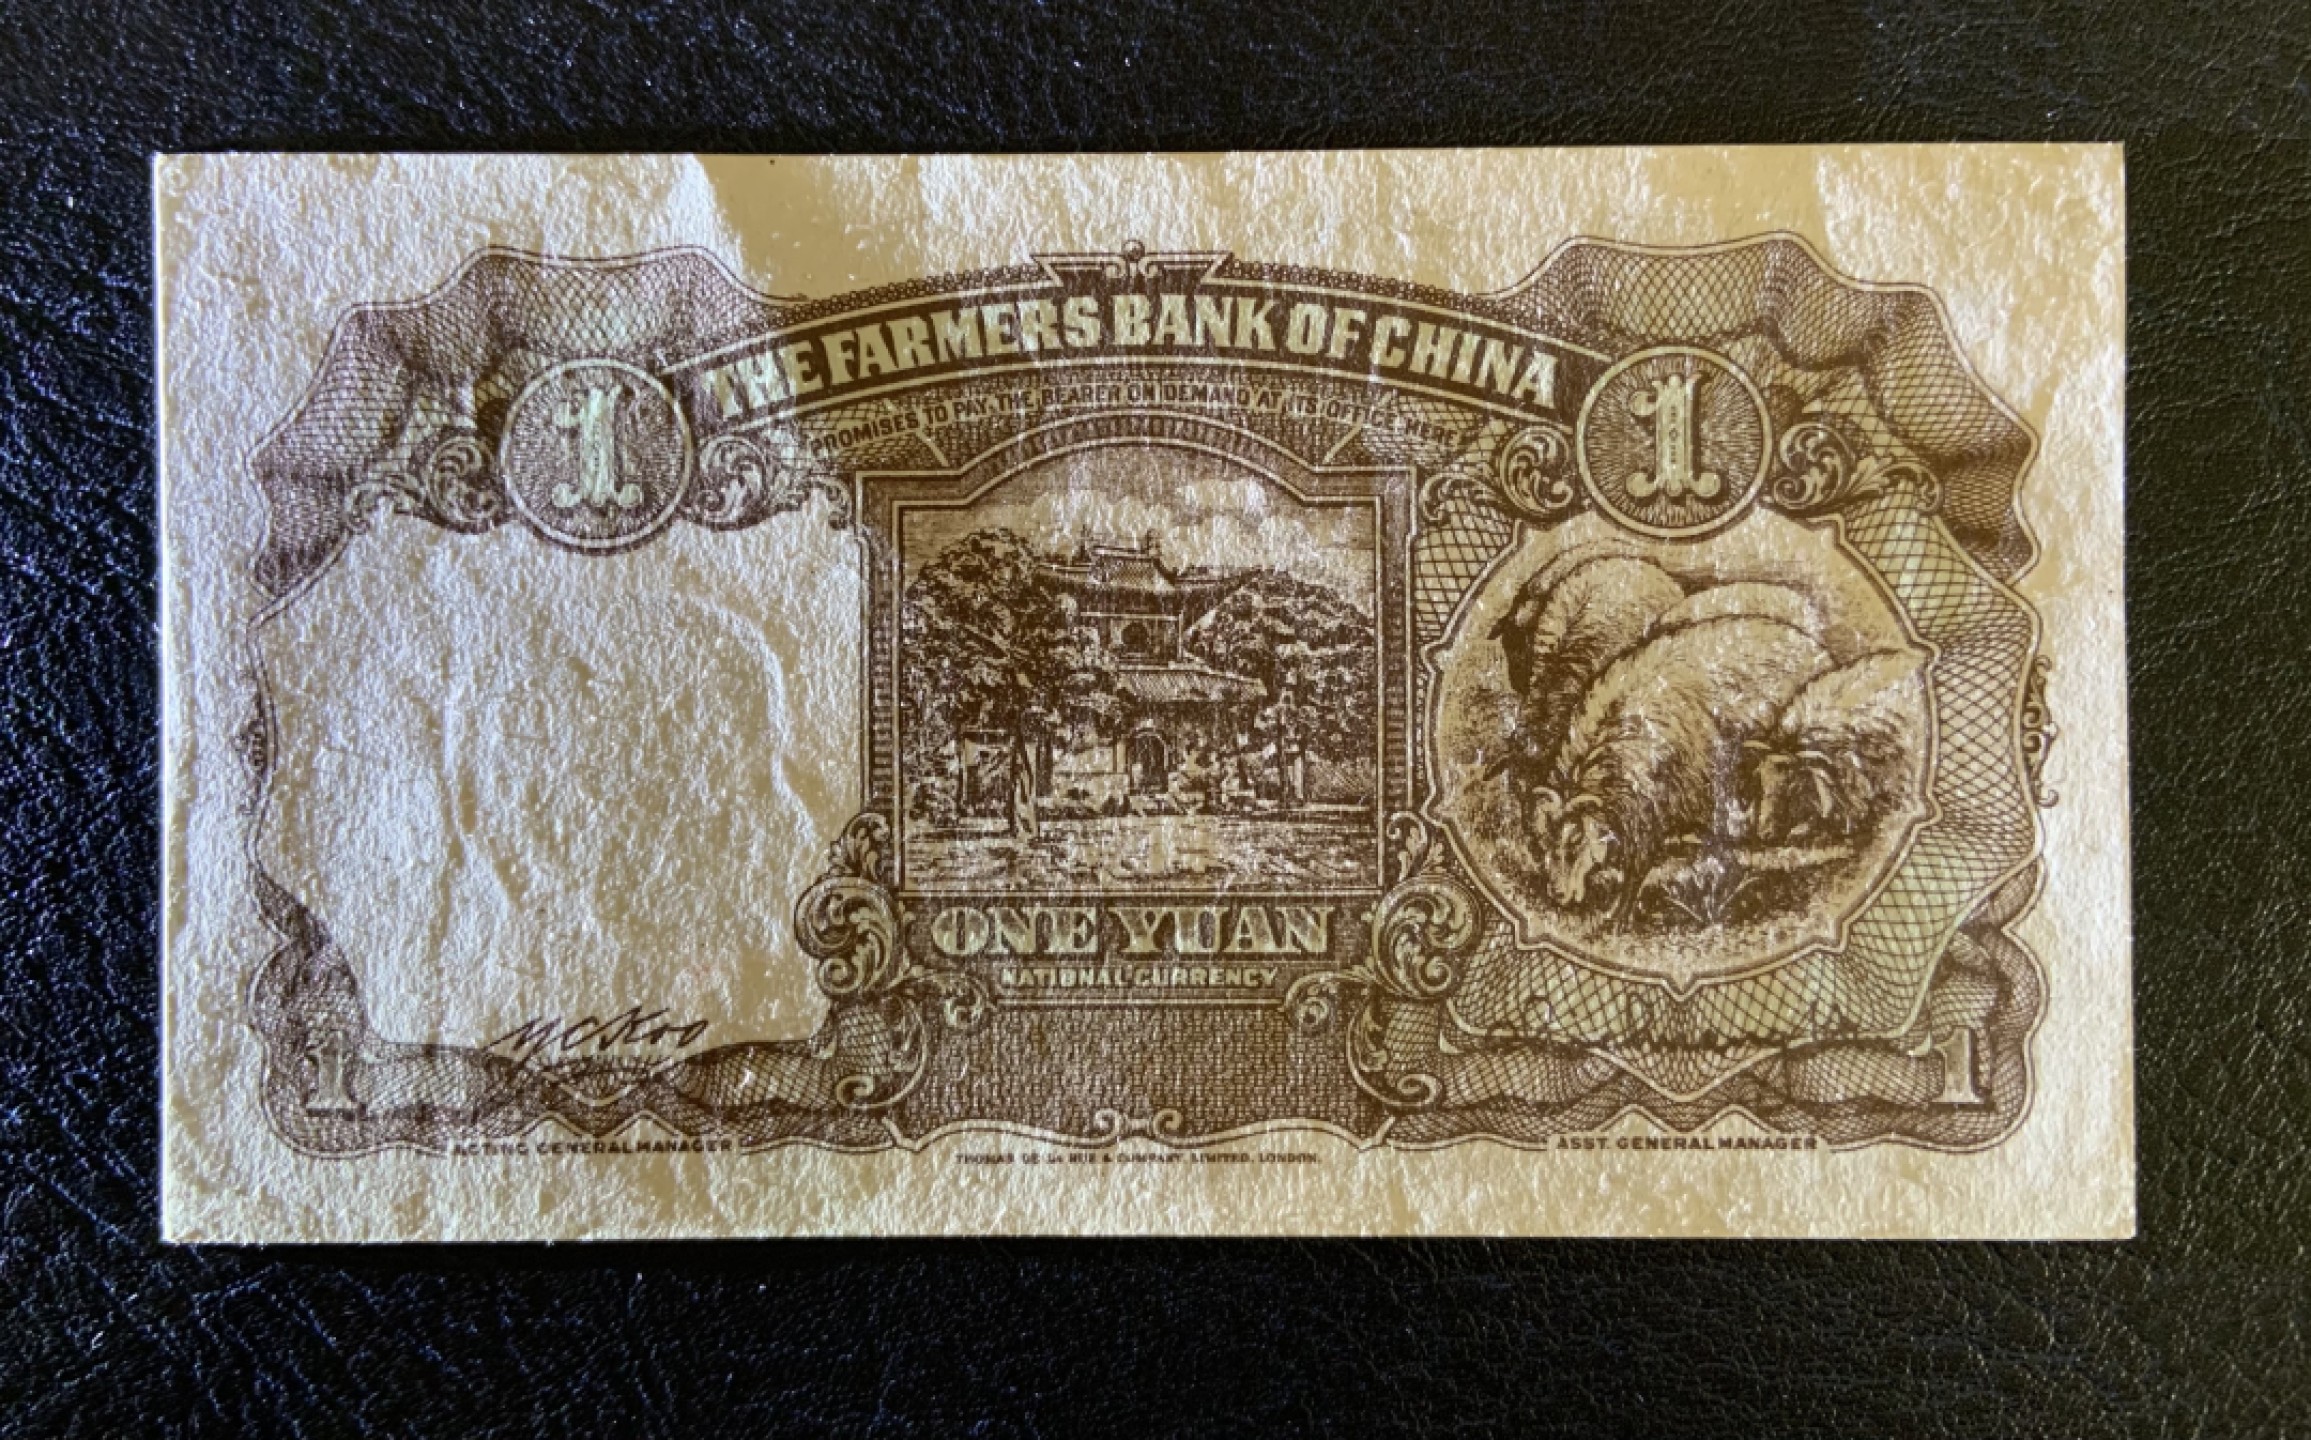 THE FARMERS BANK OF CHINA
PROMISES TO PAY THE BEARER ON DEMAND AT ITS OFFICE HERE
1 1
ONE YUAN
NATIONAL CURRENCY
Y C Koo
1 1
ACTING GENERAL MANAGER ASST. GENERAL MANAGER
THOMAS DE LA RUE & COMPANY, LIMITED, LONDON.